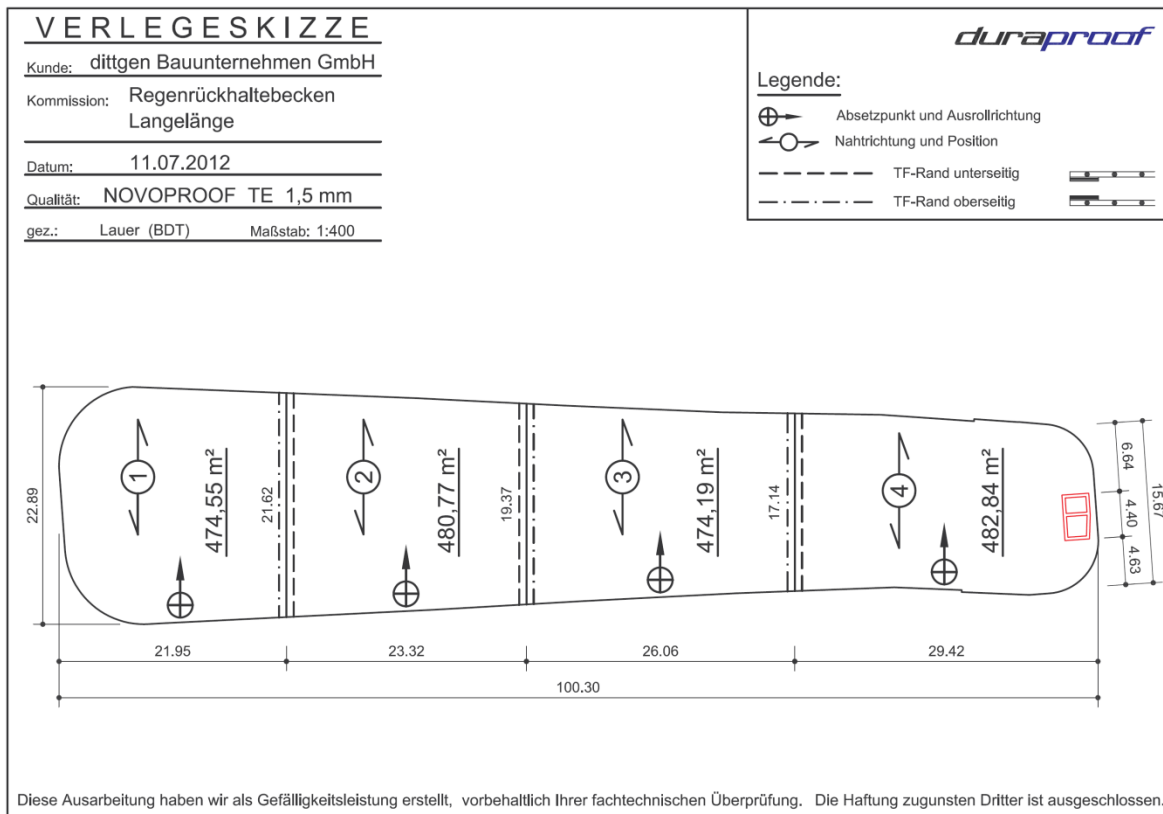 VERLEGESKIZZE
Kunde: dittgen Bauunternehmen GmbH
Kommission: Regenrückhaltebecken
Langelänge
Datum: 11.07.2012
Qualität: NOVOPROOF TE 1,5 mm
gez.: Lauer (BDT) Maßstab: 1:400
duraproof
Legende:
Absetzpunkt und Ausrollrichtung
Nahtrichtung und Position
TF-Rand unterseitig
TF-Rand oberseitig
22.89
1
474,55 m²
21.62
2
480,77 m²
19.37
3
474,19 m²
17.14
4
482,84 m²
6.64
4.40
4.63
15.67
21.95
23.32
26.06
29.42
100.30
Diese Ausarbeitung haben wir als Gefälligkeitsleistung erstellt, vorbehaltlich Ihrer fachtechnischen Überprüfung. Die Haftung zugunsten Dritter ist ausgeschlossen.